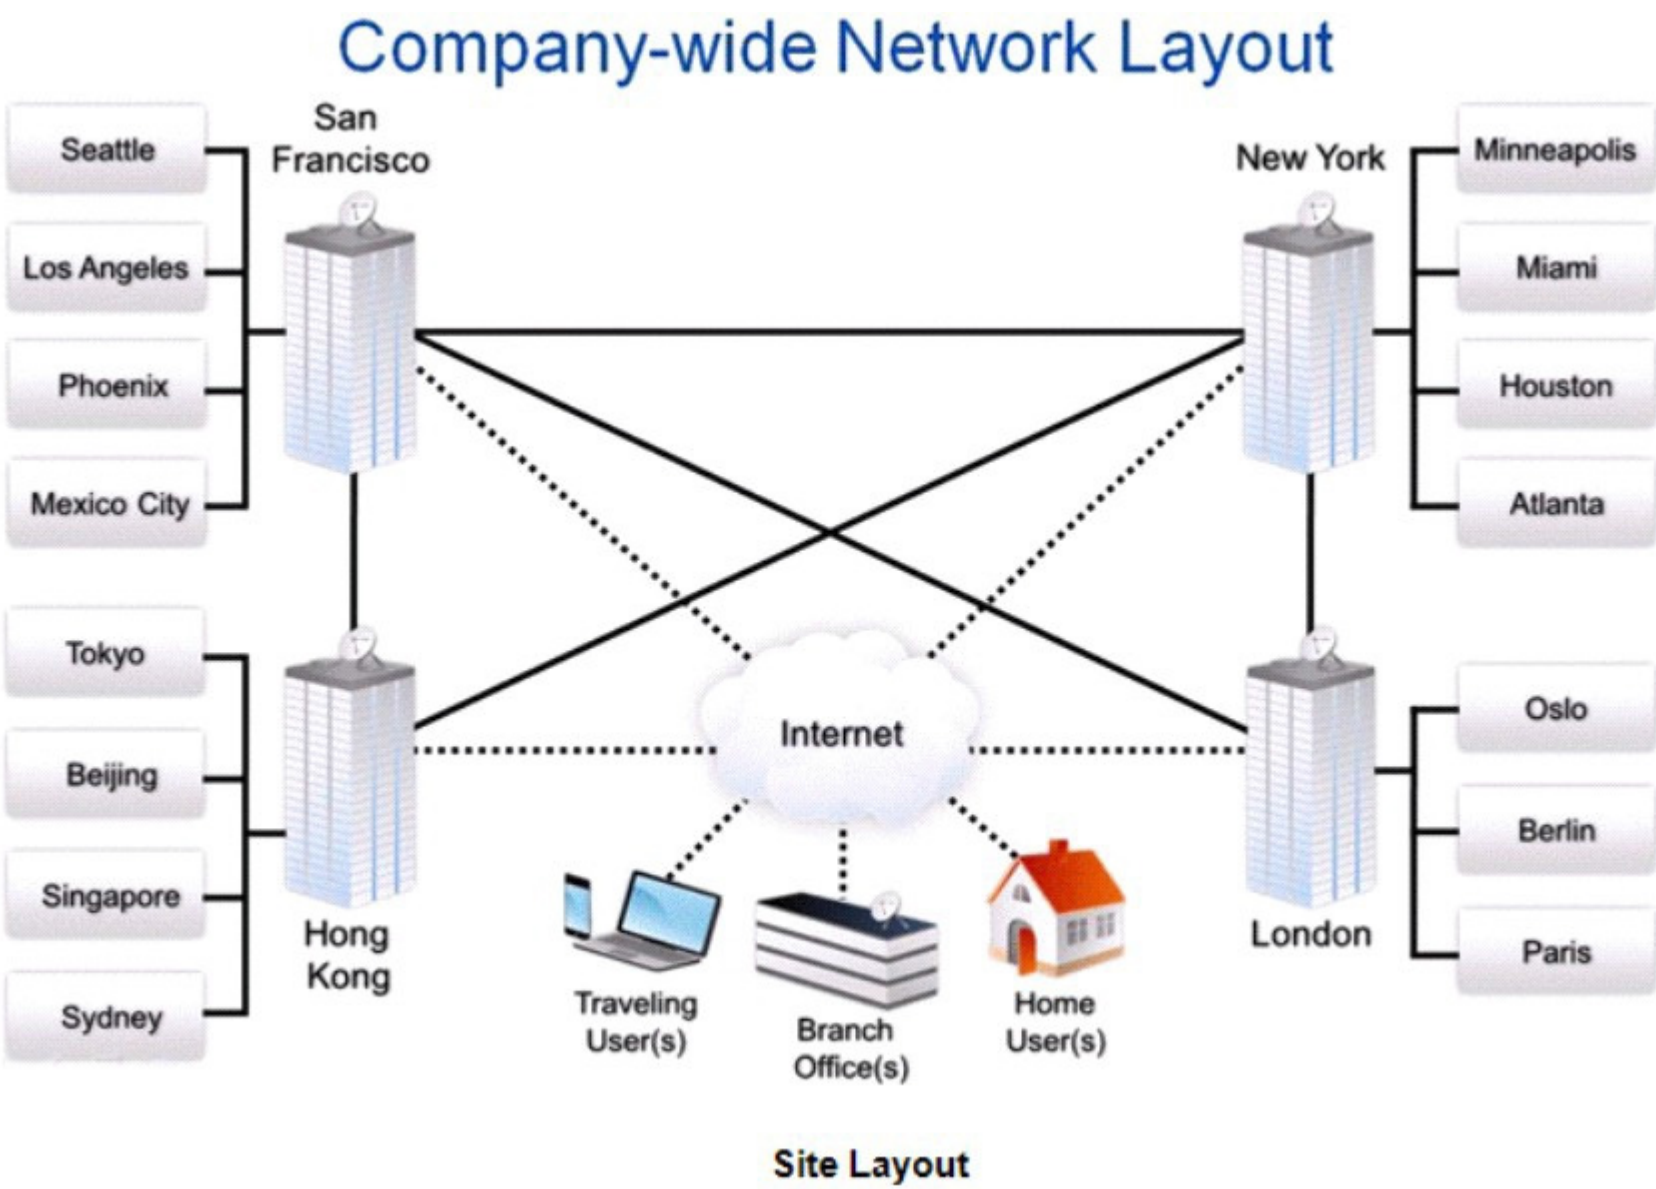 Company-wide Network Layout
San
Francisco
New York
Seattle
Los Angeles
Phoenix
Mexico City
Minneapolis
Miami
Houston
Atlanta
Tokyo
Beijing
Singapore
Sydney
Hong
Kong
Internet
Oslo
Berlin
Paris
London
Traveling
User(s)
Branch
Office(s)
Home
User(s)
Site Layout